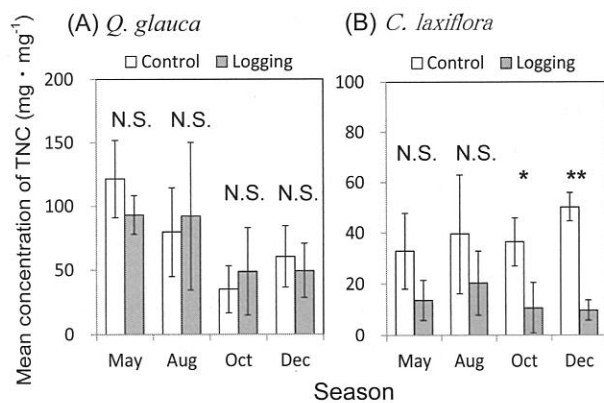 (A) Q. glauca
(B) C. laxiflora
Mean concentration of TNC (mg・mg⁻¹)
Control Logging
200
150
100
50
0
N.S. N.S. N.S. N.S.
May Aug Oct Dec
Control Logging
100
80
60
40
20
0
N.S. N.S. * **
May Aug Oct Dec
Season